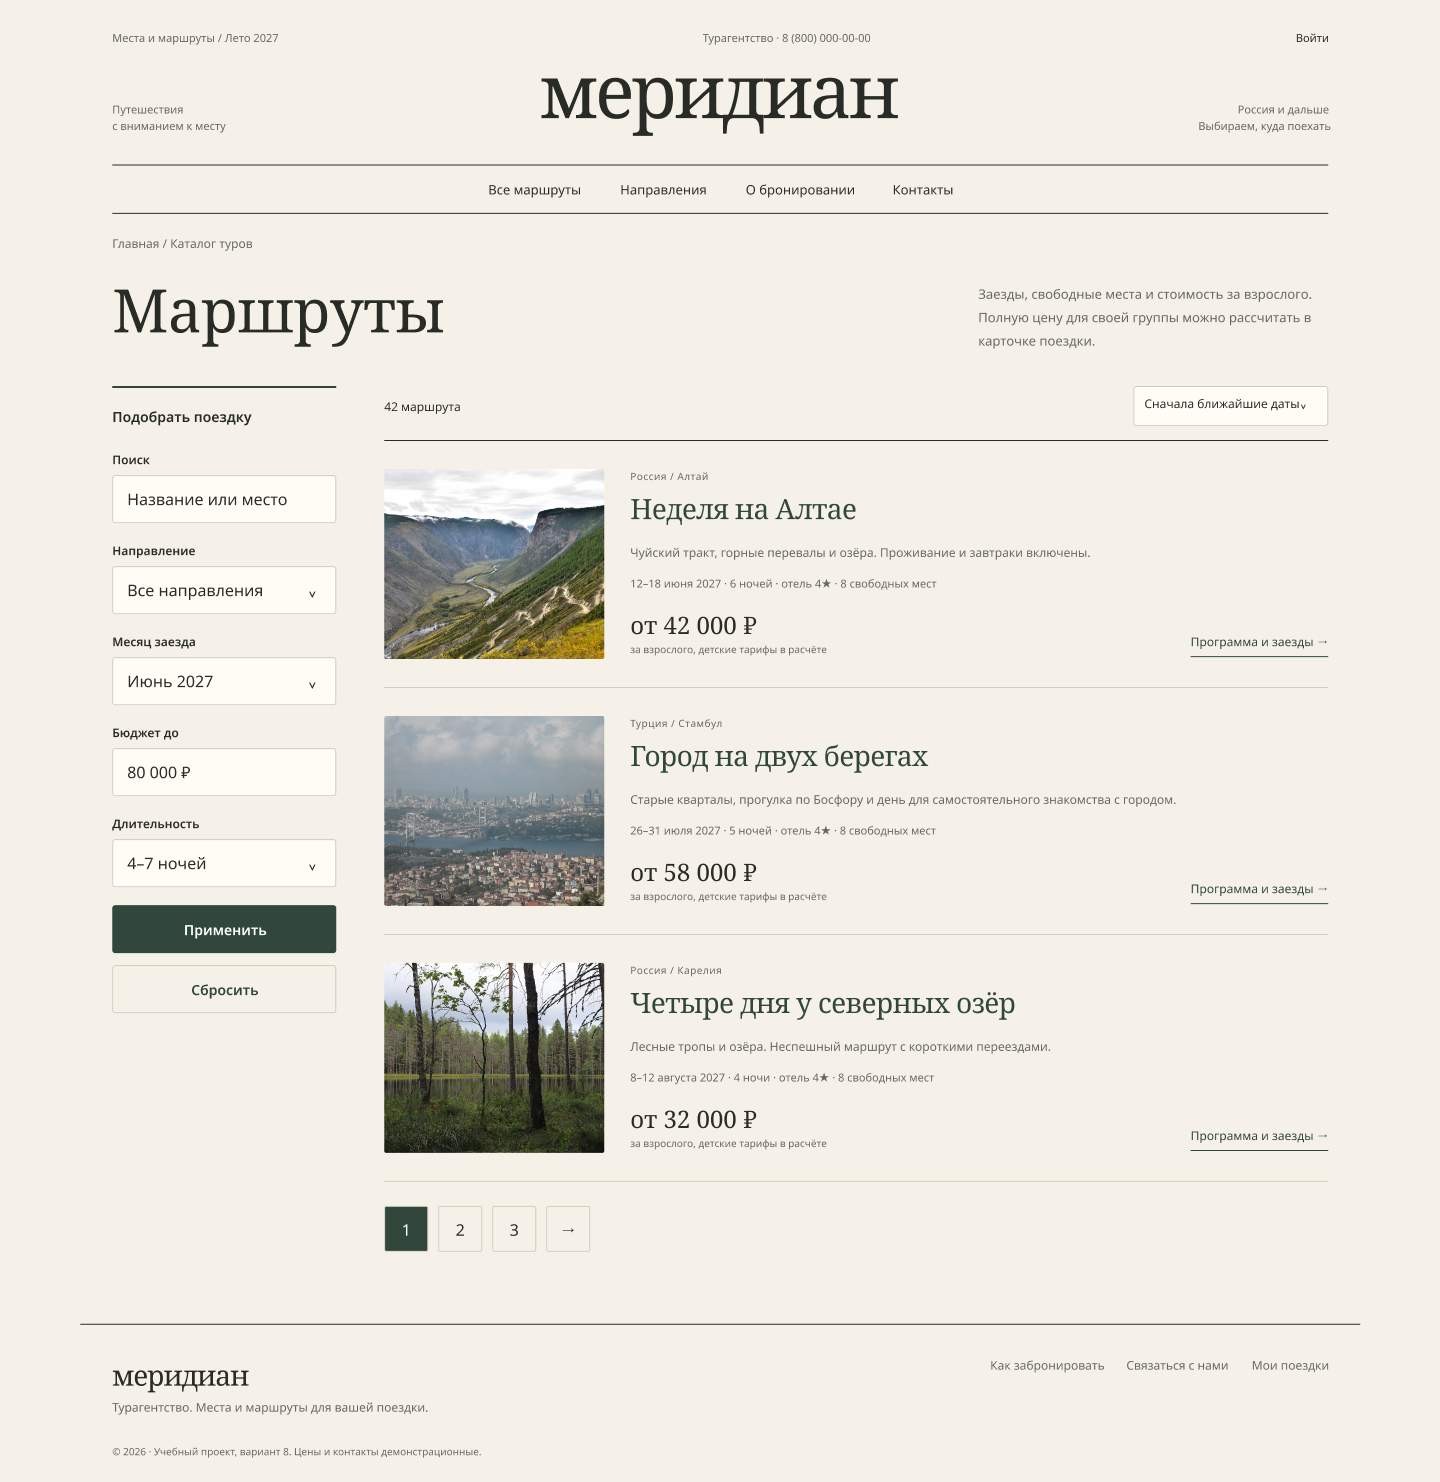 Места и маршруты / Лето 2027
Турагентство · 8 (800) 000-00-00
Войти
меридиан
Путешествия
с вниманием к месту
Россия и дальше
Выбираем, куда поехать
Все маршруты
Направления
О бронировании
Контакты
Главная / Каталог туров
Маршруты
Заезды, свободные места и стоимость за взрослого.
Полную цену для своей группы можно рассчитать в
карточке поездки.
Подобрать поездку
Поиск
Название или место
Направление
Все направления
Месяц заезда
Июнь 2027
Бюджет до
80 000 ₽
Длительность
4–7 ночей
Применить
Сбросить
42 маршрута
Сначала ближайшие даты
Россия / Алтай
Неделя на Алтае
Чуйский тракт, горные перевалы и озёра. Проживание и завтраки включены.
12–18 июня 2027 · 6 ночей · отель 4★ · 8 свободных мест
от 42 000 ₽
за взрослого, детские тарифы в расчёте
Программа и заезды →
Турция / Стамбул
Город на двух берегах
Старые кварталы, прогулка по Босфору и день для самостоятельного знакомства с городом.
26–31 июля 2027 · 5 ночей · отель 4★ · 8 свободных мест
от 58 000 ₽
за взрослого, детские тарифы в расчёте
Программа и заезды →
Россия / Карелия
Четыре дня у северных озёр
Лесные тропы и озёра. Неспешный маршрут с короткими переездами.
8–12 августа 2027 · 4 ночи · отель 4★ · 8 свободных мест
от 32 000 ₽
за взрослого, детские тарифы в расчёте
Программа и заезды →
1 2 3 →
меридиан
Турагентство. Места и маршруты для вашей поездки.
Как забронировать
Связаться с нами
Мои поездки
© 2026 · Учебный проект, вариант 8. Цены и контакты демонстрационные.